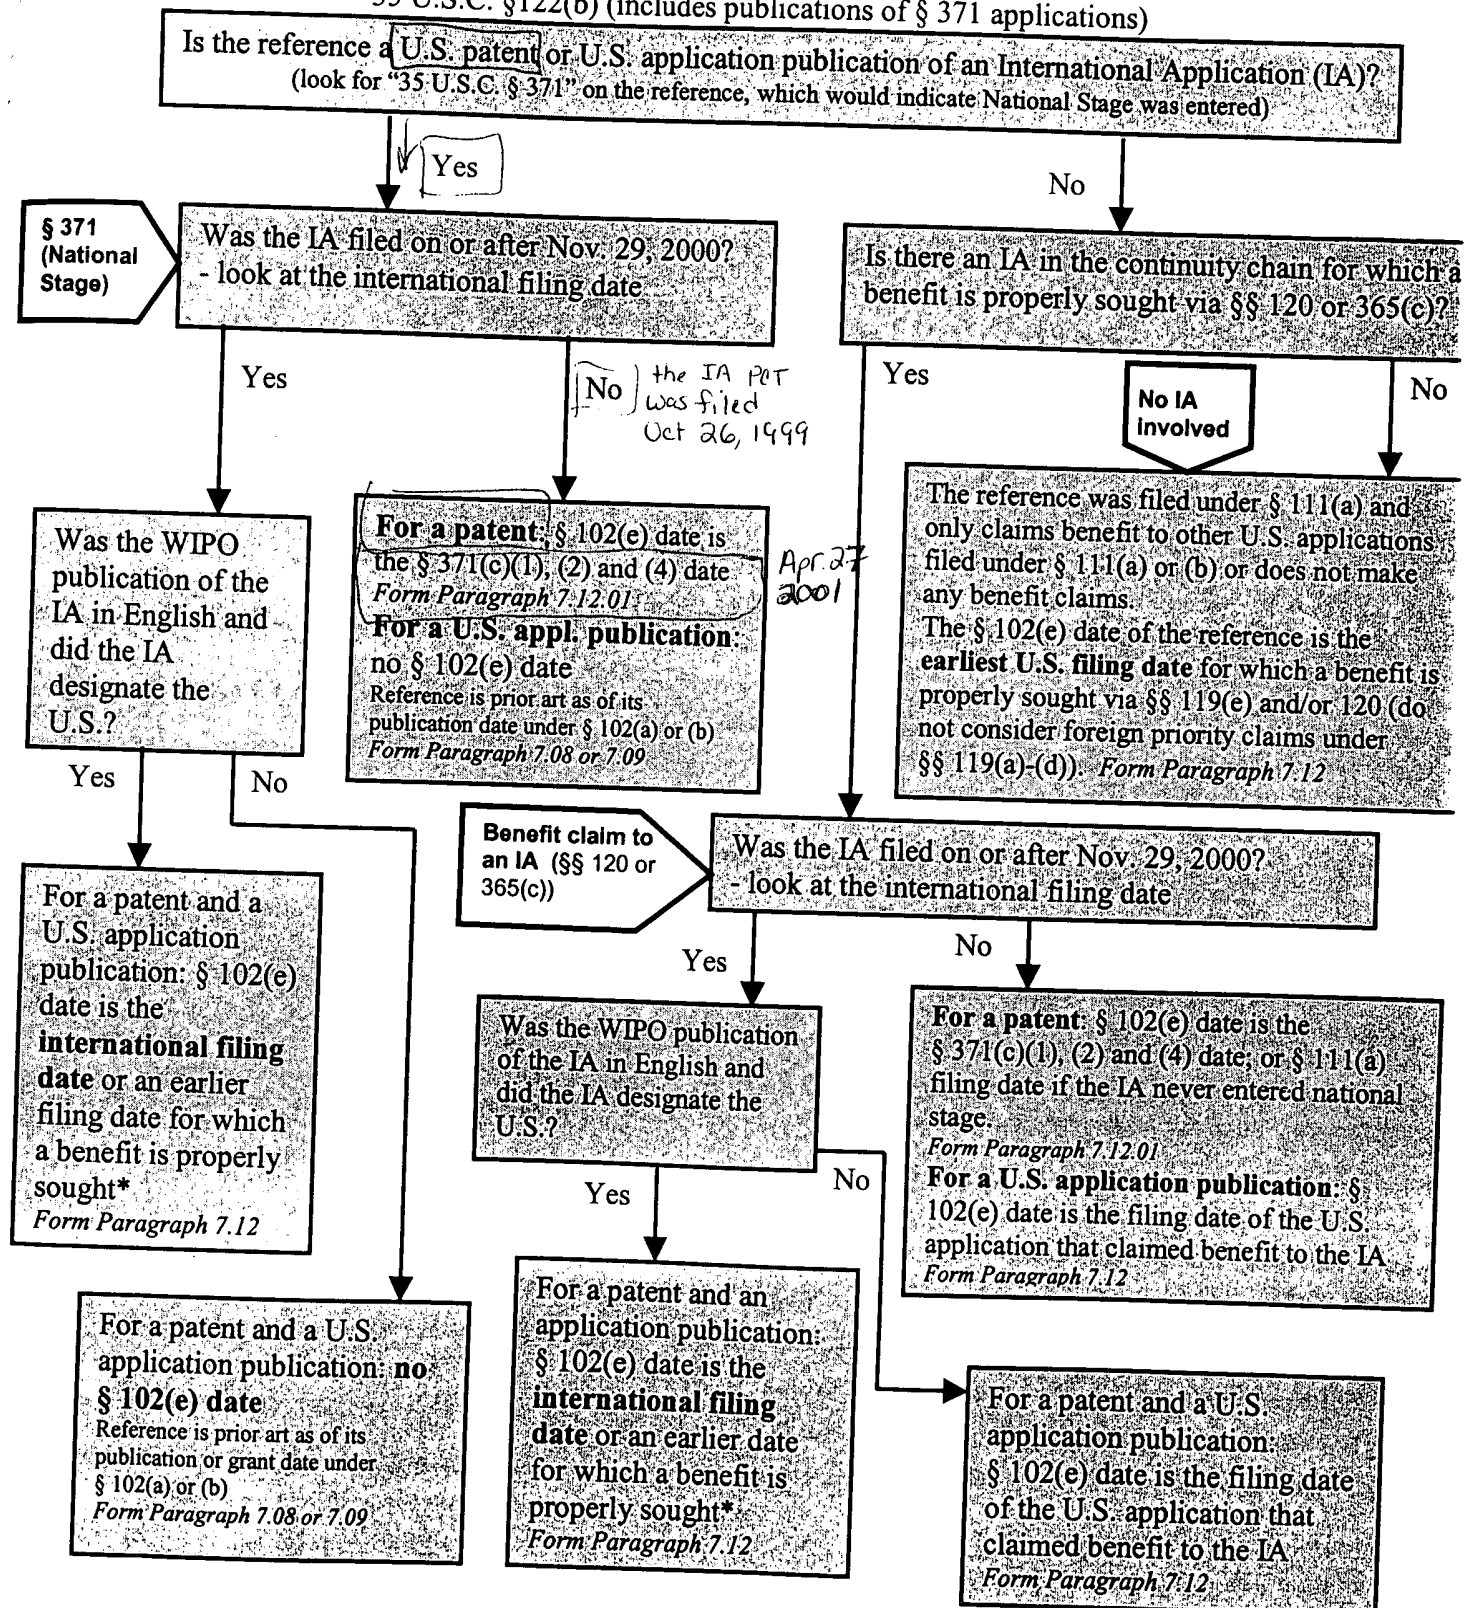 35 U.S.C. §122(b) (includes publications of § 371 applications)
Is the reference a U.S. patent or U.S. application publication of an International Application (IA)?
(look for “35 U.S.C. § 371” on the reference, which would indicate National Stage was entered)
Yes
No
§ 371
(National
Stage)
Was the IA filed on or after Nov. 29, 2000?
- look at the international filing date
Is there an IA in the continuity chain for which a
benefit is properly sought via §§ 120 or 365(c)?
Yes
No
the IA PCT
was filed
Oct 26, 1999
Yes
No IA
involved
No
Was the WIPO
publication of the
IA in English and
did the IA
designate the
U.S.?
For a patent: § 102(e) date is
the § 371(c)(1), (2) and (4) date
Form Paragraph 7.12.01
For a U.S. appl. publication:
no § 102(e) date
Reference is prior art as of its
publication date under § 102(a) or (b)
Form Paragraph 7.08 or 7.09
Apr. 27
2001
The reference was filed under § 111(a) and
only claims benefit to other U.S. applications
filed under § 111(a) or (b) or does not make
any benefit claims.
The § 102(e) date of the reference is the
earliest U.S. filing date for which a benefit is
properly sought via §§ 119(e) and/or 120 (do
not consider foreign priority claims under
§§ 119(a)-(d)). Form Paragraph 7.12
Yes
No
Benefit claim to
an IA (§§ 120 or
365(c))
Was the IA filed on or after Nov. 29, 2000?
- look at the international filing date
For a patent and a
U.S. application
publication: § 102(e)
date is the
international filing
date or an earlier
filing date for which
a benefit is properly
sought*
Form Paragraph 7.12
Yes
No
Was the WIPO publication
of the IA in English and
did the IA designate the
U.S.?
For a patent: § 102(e) date is the
§ 371(c)(1), (2) and (4) date; or § 111(a)
filing date if the IA never entered national
stage.
Form Paragraph 7.12.01
For a U.S. application publication: §
102(e) date is the filing date of the U.S.
application that claimed benefit to the IA
Form Paragraph 7.12
Yes
No
For a patent and a U.S.
application publication: no
§ 102(e) date
Reference is prior art as of its
publication or grant date under
§ 102(a) or (b)
Form Paragraph 7.08 or 7.09
For a patent and an
application publication:
§ 102(e) date is the
international filing
date or an earlier date
for which a benefit is
properly sought*
Form Paragraph 7.12
For a patent and a U.S.
application publication:
§ 102(e) date is the filing date
of the U.S. application that
claimed benefit to the IA
Form Paragraph 7.12